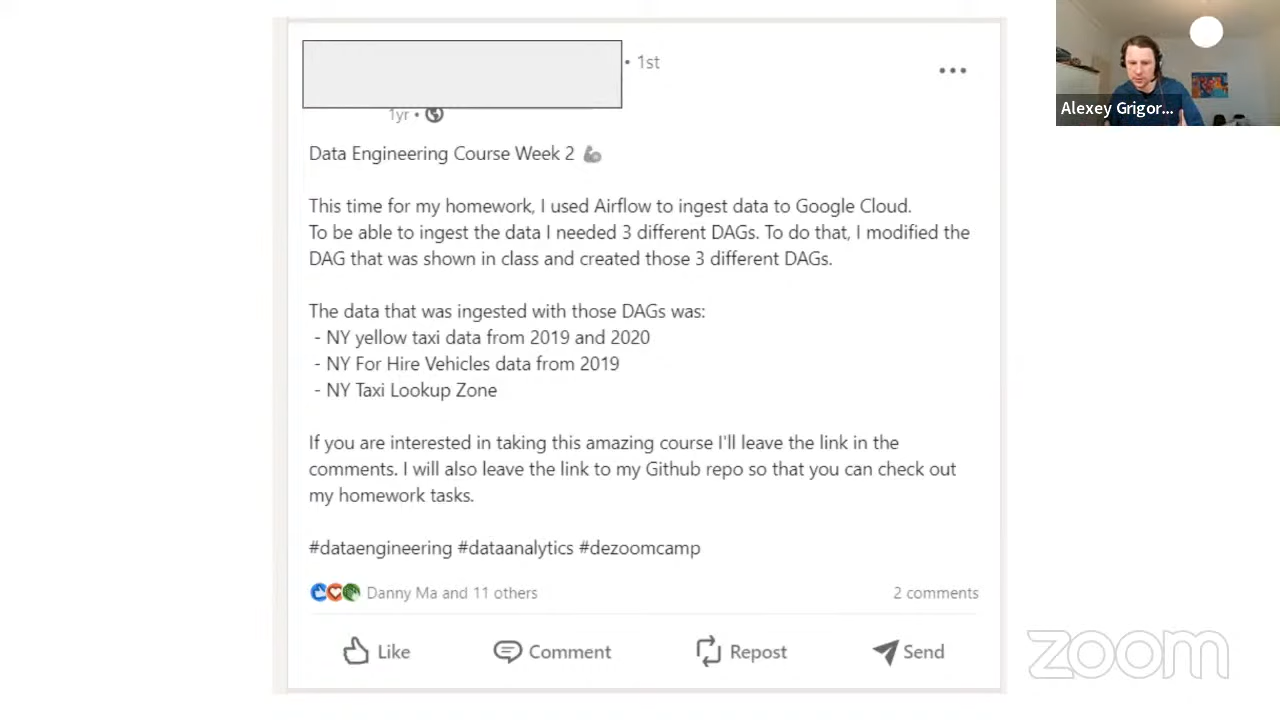 • 1st
1yr •
Data Engineering Course Week 2
This time for my homework, I used Airflow to ingest data to Google Cloud.
To be able to ingest the data I needed 3 different DAGs. To do that, I modified the
DAG that was shown in class and created those 3 different DAGs.
The data that was ingested with those DAGs was:
- NY yellow taxi data from 2019 and 2020
- NY For Hire Vehicles data from 2019
- NY Taxi Lookup Zone
If you are interested in taking this amazing course I'll leave the link in the
comments. I will also leave the link to my Github repo so that you can check out
my homework tasks.
#dataengineering #dataanalytics #dezoomcamp
Danny Ma and 11 others
2 comments
Like
Comment
Repost
Send
Alexey Grigor...
zoom